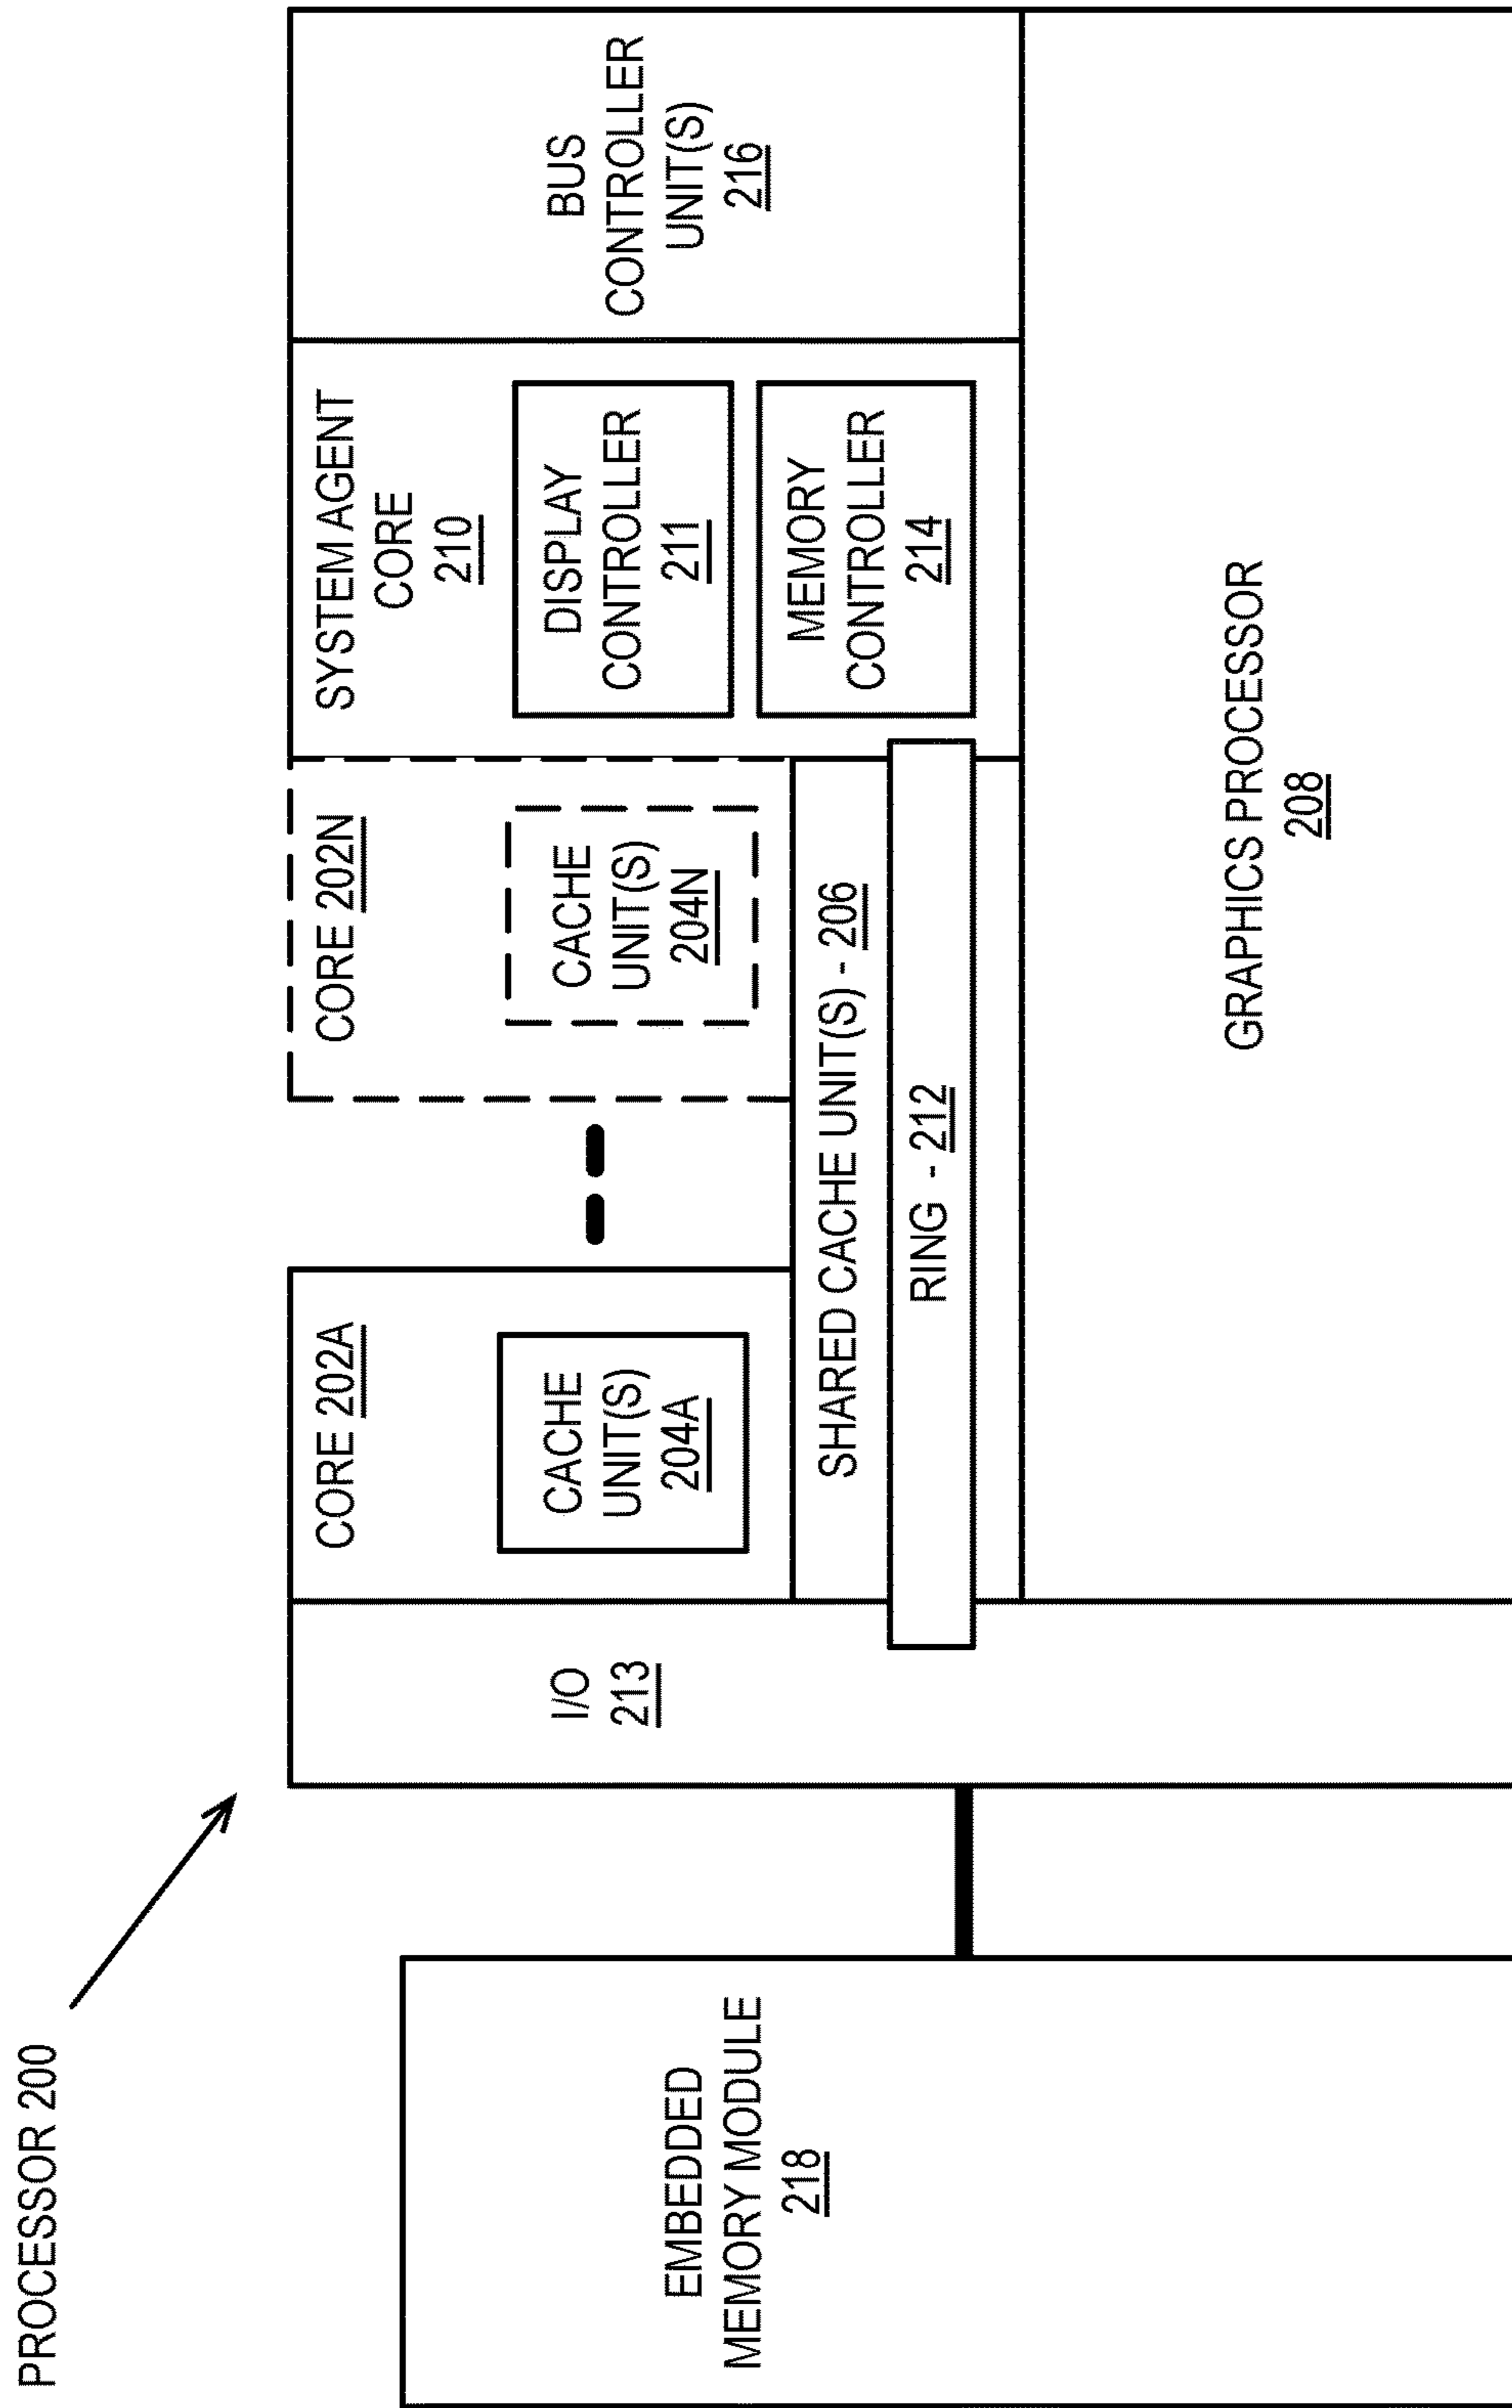 PROCESSOR 200
EMBEDDED
MEMORY MODULE
218
I/O
213
CORE 202A
CACHE
UNIT(S)
204A
CORE 202N
CACHE
UNIT(S)
204N
SHARED CACHE UNIT(S) - 206
RING - 212
SYSTEM AGENT
CORE
210
DISPLAY
CONTROLLER
211
MEMORY
CONTROLLER
214
BUS
CONTROLLER
UNIT(S)
216
GRAPHICS PROCESSOR
208